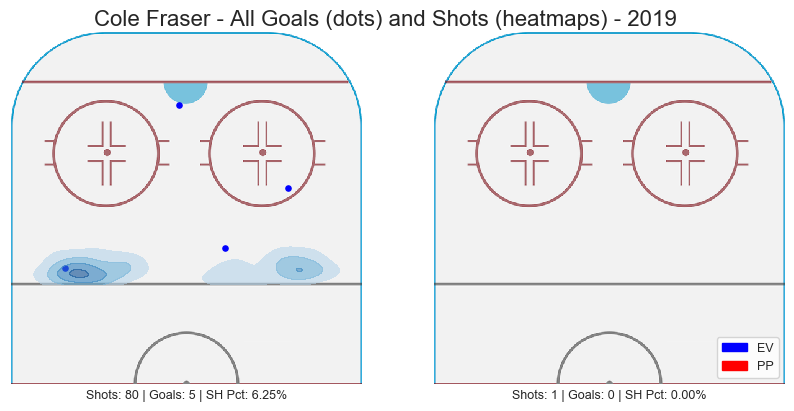 Cole Fraser - All Goals (dots) and Shots (heatmaps) - 2019
EV
PP
Shots: 80 | Goals: 5 | SH Pct: 6.25%
Shots: 1 | Goals: 0 | SH Pct: 0.00%